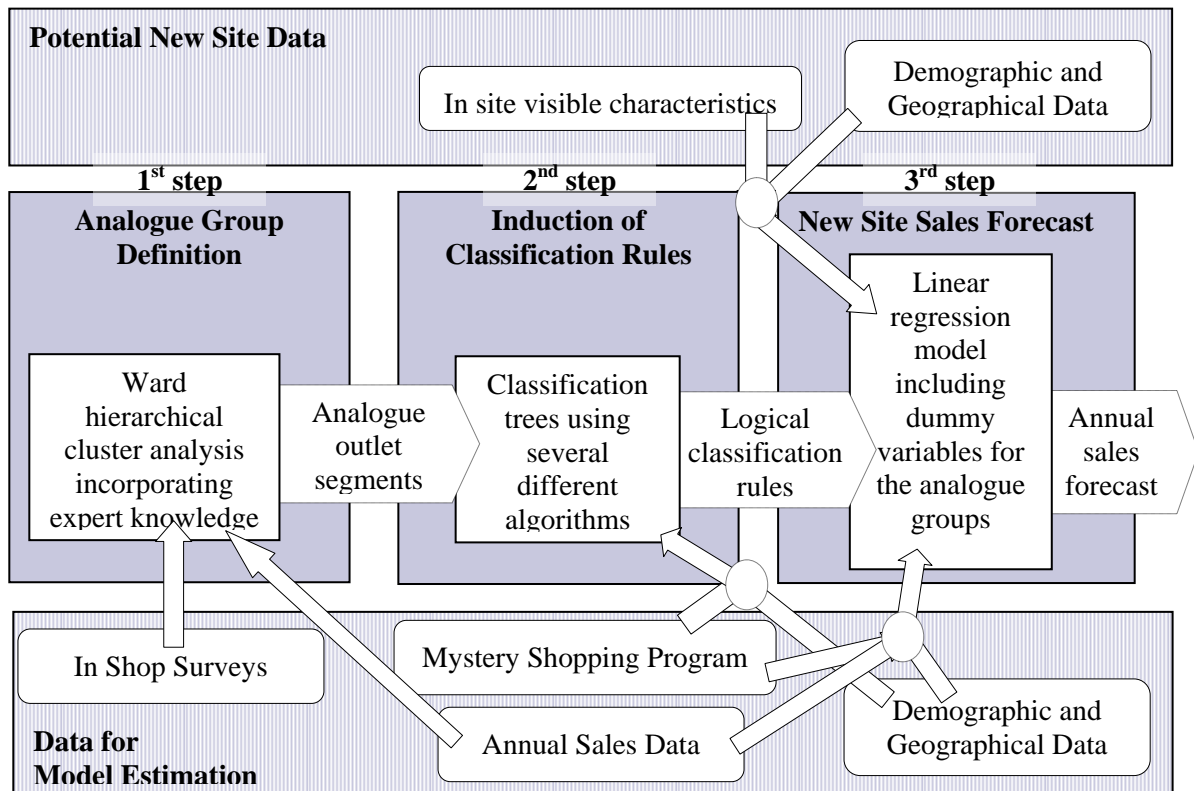 Potential New Site Data
In site visible characteristics
Demographic and
Geographical Data
1st step
Analogue Group
Definition
2nd step
Induction of
Classification Rules
3rd step
New Site Sales Forecast
Ward
hierarchical
cluster analysis
incorporating
expert knowledge
Analogue
outlet
segments
Classification
trees using
several
different
algorithms
Logical
classification
rules
Linear
regression
model
including
dummy
variables for
the analogue
groups
Annual
sales
forecast
In Shop Surveys
Mystery Shopping Program
Annual Sales Data
Demographic and
Geographical Data
Data for
Model Estimation